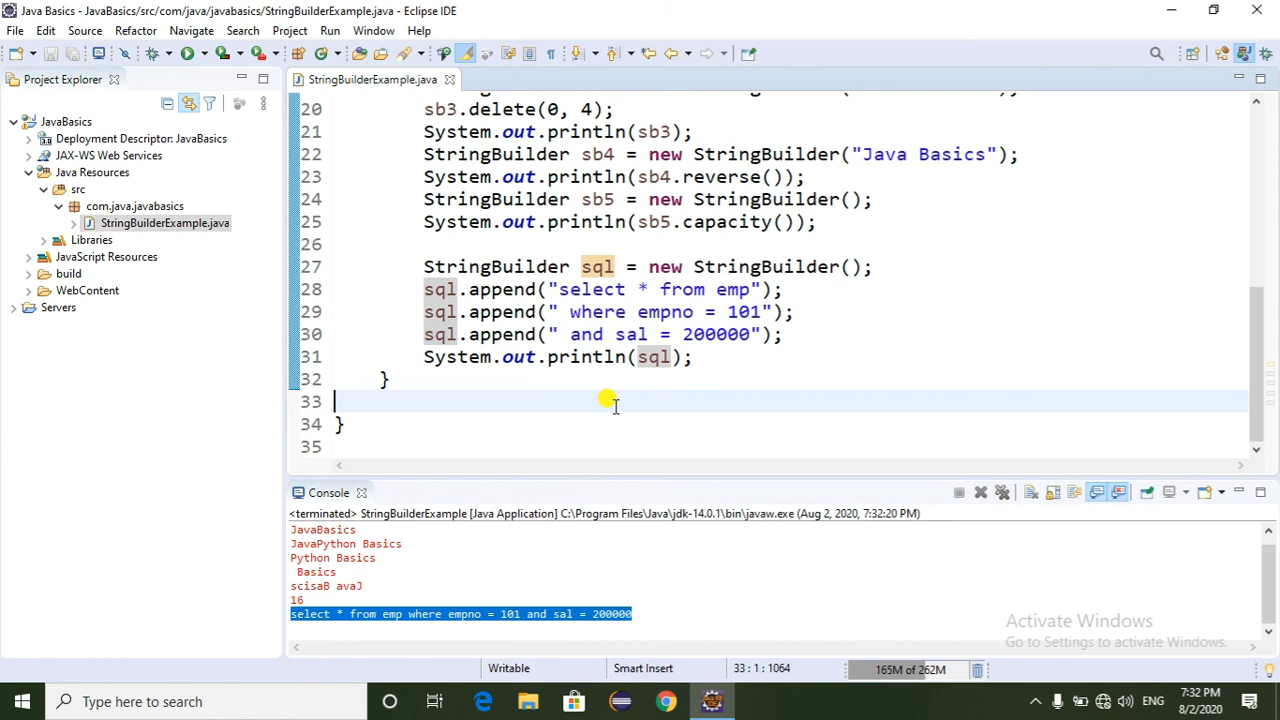 Java Basics - JavaBasics/src/com/java/javabasics/StringBuilderExample.java - Eclipse IDE
File Edit Source Refactor Navigate Search Project Run Window Help
Project Explorer
StringBuilderExample.java
JavaBasics
Deployment Descriptor: JavaBasics
JAX-WS Web Services
Java Resources
src
com.java.javabasics
StringBuilderExample.java
Libraries
JavaScript Resources
build
WebContent
Servers
20 sb3.delete(0, 4);
21 System.out.println(sb3);
22 StringBuilder sb4 = new StringBuilder("Java Basics");
23 System.out.println(sb4.reverse());
24 StringBuilder sb5 = new StringBuilder();
25 System.out.println(sb5.capacity());
26
27 StringBuilder sql = new StringBuilder();
28 sql.append("select * from emp");
29 sql.append(" where empno = 101");
30 sql.append(" and sal = 200000");
31 System.out.println(sql);
32 }
33
34 }
35
Console
<terminated> StringBuilderExample [Java Application] C:\Program Files\Java\jdk-14.0.1\bin\javaw.exe (Aug 2, 2020, 7:32:20 PM)
JavaBasics
JavaPython Basics
Python Basics
Basics
scisaB avaJ
16
select * from emp where empno = 101 and sal = 200000
Activate Windows
Go to Settings to activate Windows.
Writable Smart Insert 33 : 1 : 1064 165M of 262M
Type here to search
ENG
7:32 PM
8/2/2020